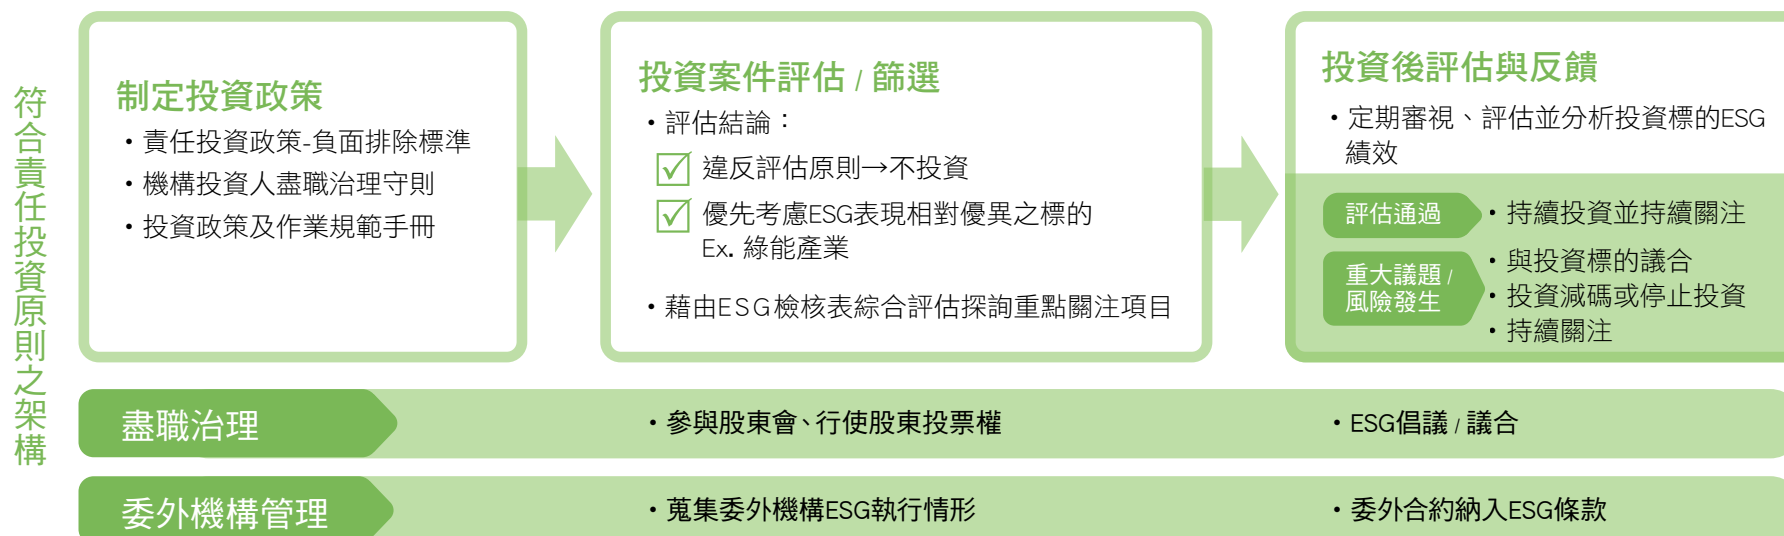 符合責任投資原則之架構
制定投資政策
・責任投資政策-負面排除標準
・機構投資人盡職治理守則
・投資政策及作業規範手冊
投資案件評估 / 篩選
・評估結論：
違反評估原則→不投資
優先考慮ESG表現相對優異之標的
Ex. 綠能產業
・藉由ESG檢核表綜合評估探詢重點關注項目
投資後評估與反饋
・定期審視、評估並分析投資標的ESG
績效
評估通過
・持續投資並持續關注
重大議題 /
風險發生
・與投資標的議合
・投資減碼或停止投資
・持續關注
盡職治理
・參與股東會、行使股東投票權
・ESG倡議 / 議合
委外機構管理
・蒐集委外機構ESG執行情形
・委外合約納入ESG條款